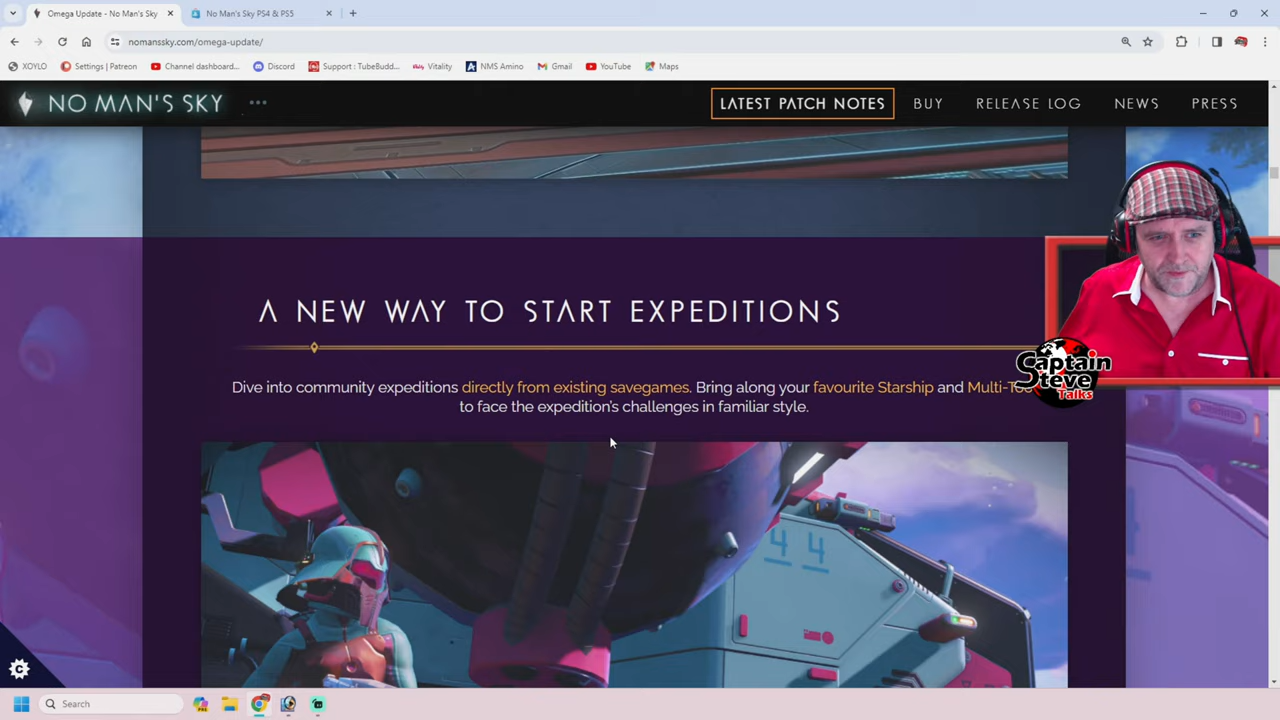 Omega Update - No Man's Sky
No Man's Sky PS4 & PS5
nomanssky.com/omega-update/
XOYLO
Settings | Patreon
Channel dashboard...
Discord
Support : TubeBudd...
Vitality
NMS Amino
Gmail
YouTube
Maps
NO MAN'S SKY
LATEST PATCH NOTES
BUY
RELEASE LOG
NEWS
PRESS
A NEW WAY TO START EXPEDITIONS
Dive into community expeditions directly from existing savegames. Bring along your favourite Starship and
to face the expedition's challenges in familiar style.
Captain
Steve
Talks
44
Search